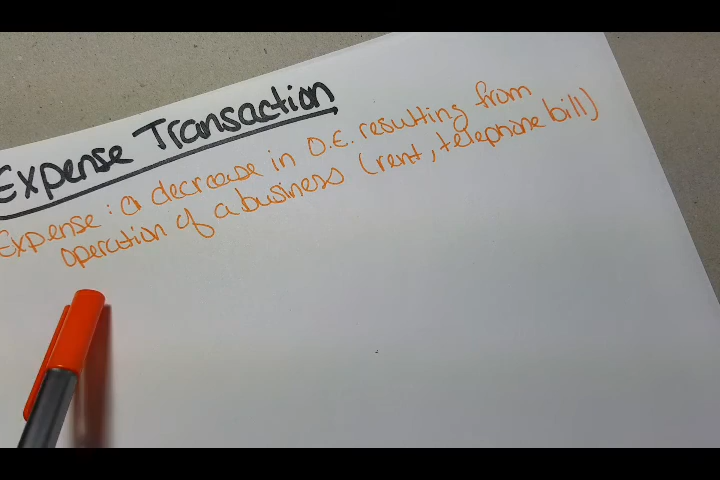 Expense Transaction
Expense: a decrease in O.E. resulting from
operation of a business (rent, telephone bill)